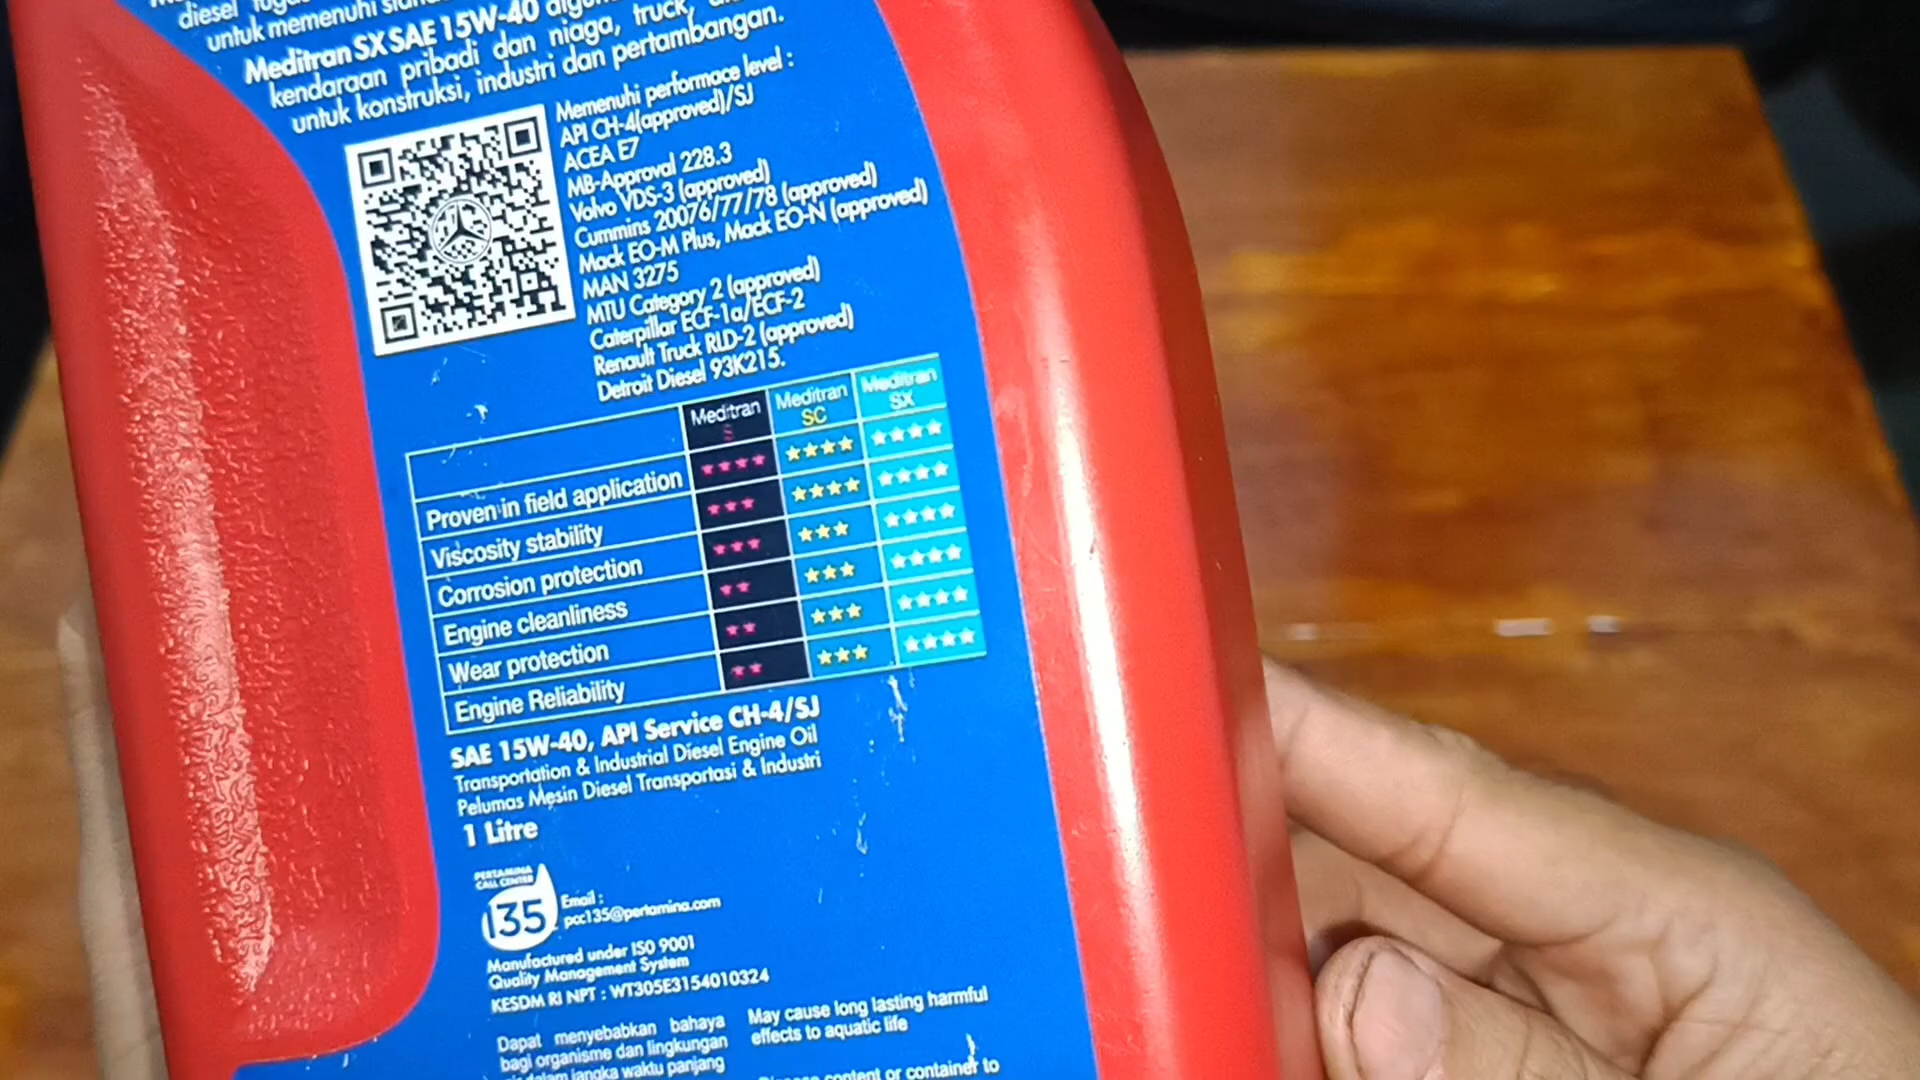 diesel
untuk memenuhi
Meditran SX SAE 15W-40
kendaraan pribadi dan niaga, truck,
untuk konstruksi, industri dan pertambangan.
Memenuhi performace level :
API CH-4(approved)/SJ
ACEA E7
MB-Approval 228.3
Volvo VDS-3 (approved)
Cummins 20076/77/78 (approved)
Mack EO-M Plus, Mack EO-N (approved)
MAN 3275
MTU Category 2 (approved)
Caterpillar ECF-1a/ECF-2
Renault Truck RLD-2 (approved)
Detroit Diesel 93K215.
Meditran S
Meditran SC
Meditran SX
Proven in field application
Viscosity stability
Corrosion protection
Engine cleanliness
Wear protection
Engine Reliability
SAE 15W-40, API Service CH-4/SJ
Transportation & Industrial Diesel Engine Oil
Pelumas Mesin Diesel Transportasi & Industri
1 Litre
PERTAMINA
CALL CENTER
135
Email :
pcc135@pertamina.com
Manufactured under ISO 9001
Quality Management System
KESDM RI NPT : WT305E3154010324
Dapat menyebabkan bahaya
bagi organisme dan lingkungan
dalam jangka waktu panjang
May cause long lasting harmful
effects to aquatic life
content or container to